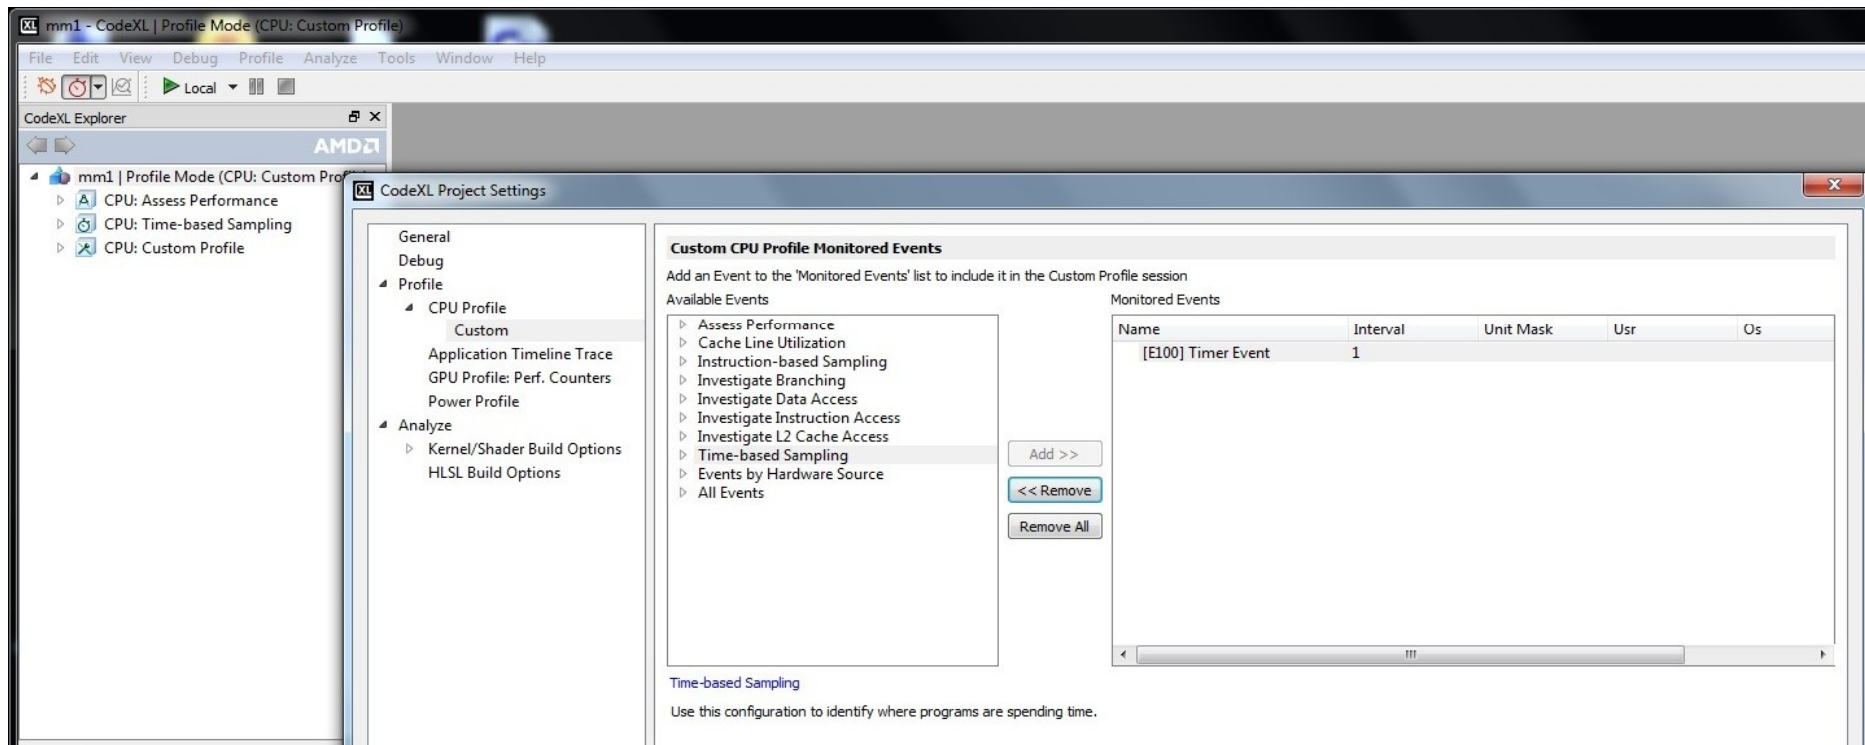 mm1 - CodeXL | Profile Mode (CPU: Custom Profile)
File Edit View Debug Profile Analyze Tools Window Help
Local
CodeXL Explorer
AMD
mm1 | Profile Mode (CPU: Custom
CPU: Assess Performance
CPU: Time-based Sampling
CPU: Custom Profile
XL CodeXL Project Settings
General
Debug
Profile
CPU Profile
Custom
Application Timeline Trace
GPU Profile: Perf. Counters
Power Profile
Analyze
Kernel/Shader Build Options
HLSL Build Options
Custom CPU Profile Monitored Events
Add an Event to the 'Monitored Events' list to include it in the Custom Profile session
Available Events
Assess Performance
Cache Line Utilization
Instruction-based Sampling
Investigate Branching
Investigate Data Access
Investigate Instruction Access
Investigate L2 Cache Access
Time-based Sampling
Events by Hardware Source
All Events
Add >>
<< Remove
Remove All
Monitored Events
Name Interval Unit Mask Usr Os
[E100] Timer Event 1
Time-based Sampling
Use this configuration to identify where programs are spending time.